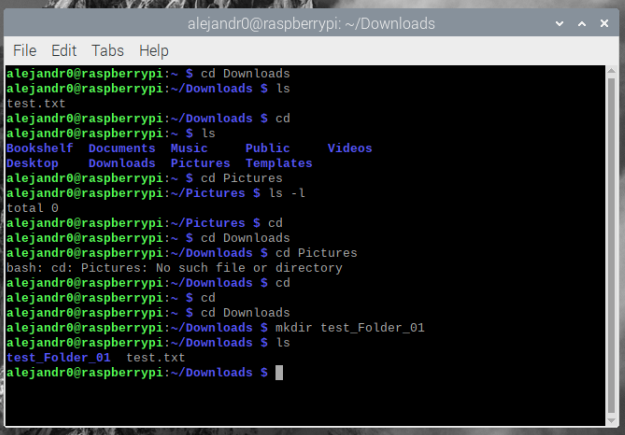 alejandr0@raspberrypi: ~/Downloads
File Edit Tabs Help
alejandr0@raspberrypi:~ $ cd Downloads
alejandr0@raspberrypi:~/Downloads $ ls
test.txt
alejandr0@raspberrypi:~/Downloads $ cd
alejandr0@raspberrypi:~ $ ls
Bookshelf  Documents  Music     Public     Videos
Desktop    Downloads  Pictures  Templates
alejandr0@raspberrypi:~ $ cd Pictures
alejandr0@raspberrypi:~/Pictures $ ls -l
total 0
alejandr0@raspberrypi:~/Pictures $ cd
alejandr0@raspberrypi:~ $ cd Downloads
alejandr0@raspberrypi:~/Downloads $ cd Pictures
bash: cd: Pictures: No such file or directory
alejandr0@raspberrypi:~/Downloads $ cd
alejandr0@raspberrypi:~ $ cd
alejandr0@raspberrypi:~ $ cd Downloads
alejandr0@raspberrypi:~/Downloads $ mkdir test_Folder_01
alejandr0@raspberrypi:~/Downloads $ ls
test_Folder_01  test.txt
alejandr0@raspberrypi:~/Downloads $